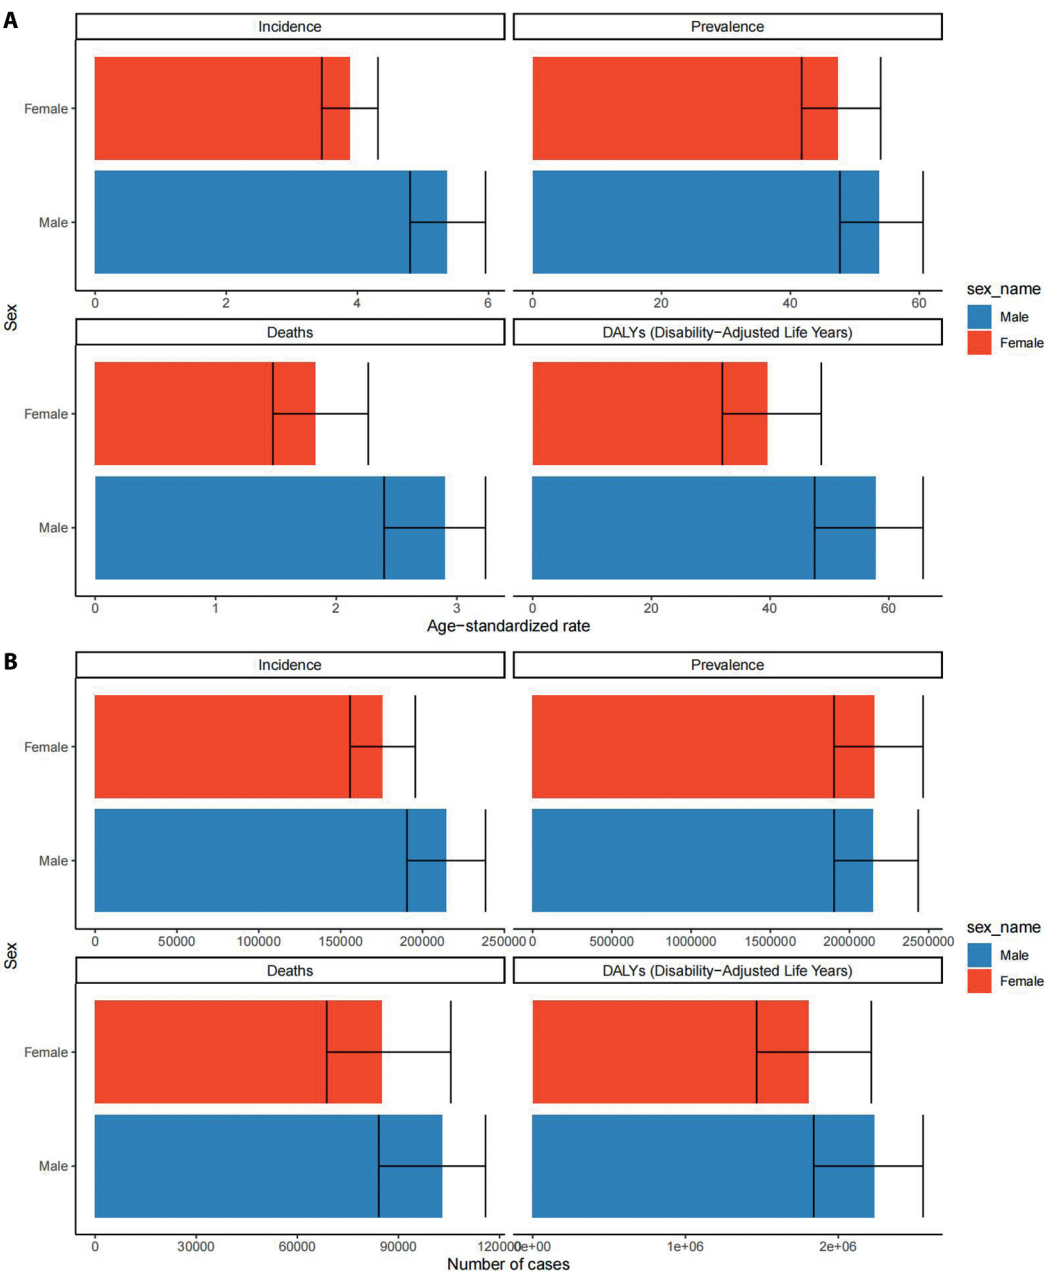 A
Incidence
Prevalence
Female
Male
0 2 4 6
0 20 40 60
Sex
Deaths
DALYs (Disability−Adjusted Life Years)
Female
Male
0 1 2 3
0 20 40 60
Age−standardized rate
sex_name
Male
Female
B
Incidence
Prevalence
Female
Male
0 50000 100000 150000 200000 250000
0 500000 1000000 1500000 2000000 2500000
Sex
Deaths
DALYs (Disability−Adjusted Life Years)
Female
Male
0 30000 60000 90000 120000
0e+00 1e+06 2e+06
Number of cases
sex_name
Male
Female